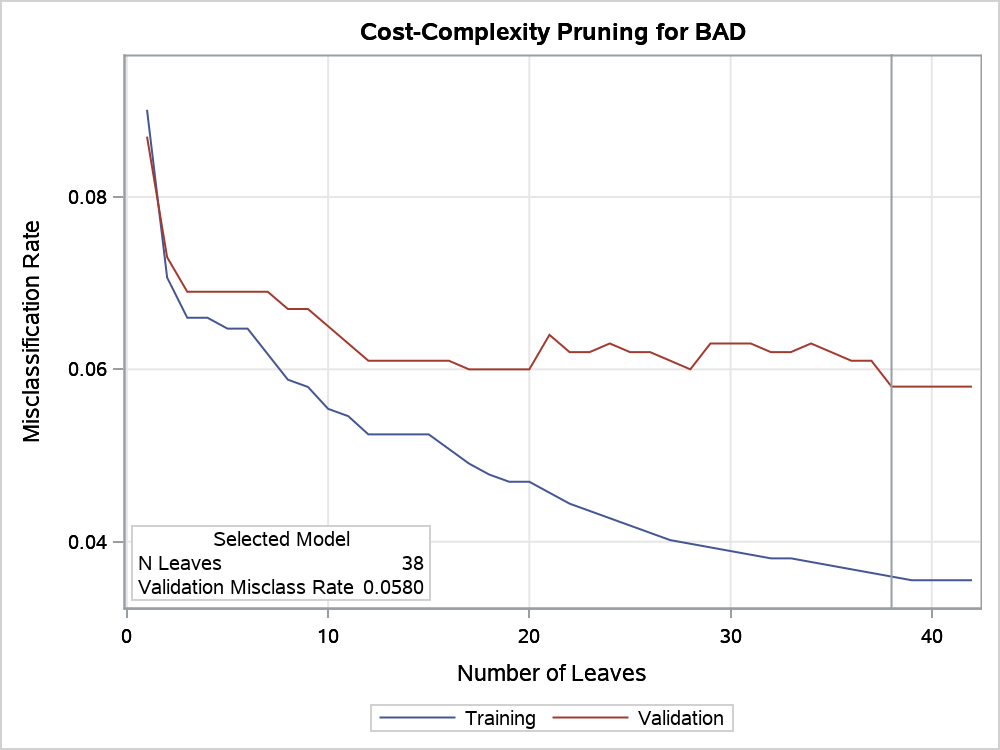 Cost-Complexity Pruning for BAD
Misclassification Rate
0.08
0.06
0.04
Selected Model
N Leaves 38
Validation Misclass Rate 0.0580
0 10 20 30 40
Number of Leaves
Training Validation